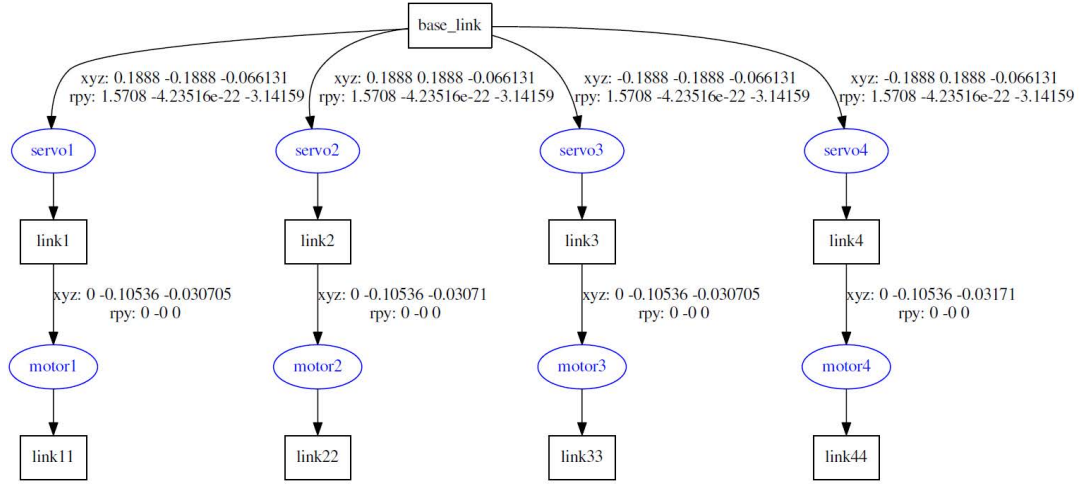 base_link
xyz: 0.1888 -0.1888 -0.066131
rpy: 1.5708 -4.23516e-22 -3.14159
xyz: 0.1888 0.1888 -0.066131
rpy: 1.5708 -4.23516e-22 -3.14159
xyz: -0.1888 -0.1888 -0.066131
rpy: 1.5708 -4.23516e-22 -3.14159
xyz: -0.1888 0.1888 -0.066131
rpy: 1.5708 -4.23516e-22 -3.14159
servo1
servo2
servo3
servo4
link1
link2
link3
link4
xyz: 0 -0.10536 -0.030705
rpy: 0 -0 0
xyz: 0 -0.10536 -0.03071
rpy: 0 -0 0
xyz: 0 -0.10536 -0.030705
rpy: 0 -0 0
xyz: 0 -0.10536 -0.03171
rpy: 0 -0 0
motor1
motor2
motor3
motor4
link11
link22
link33
link44